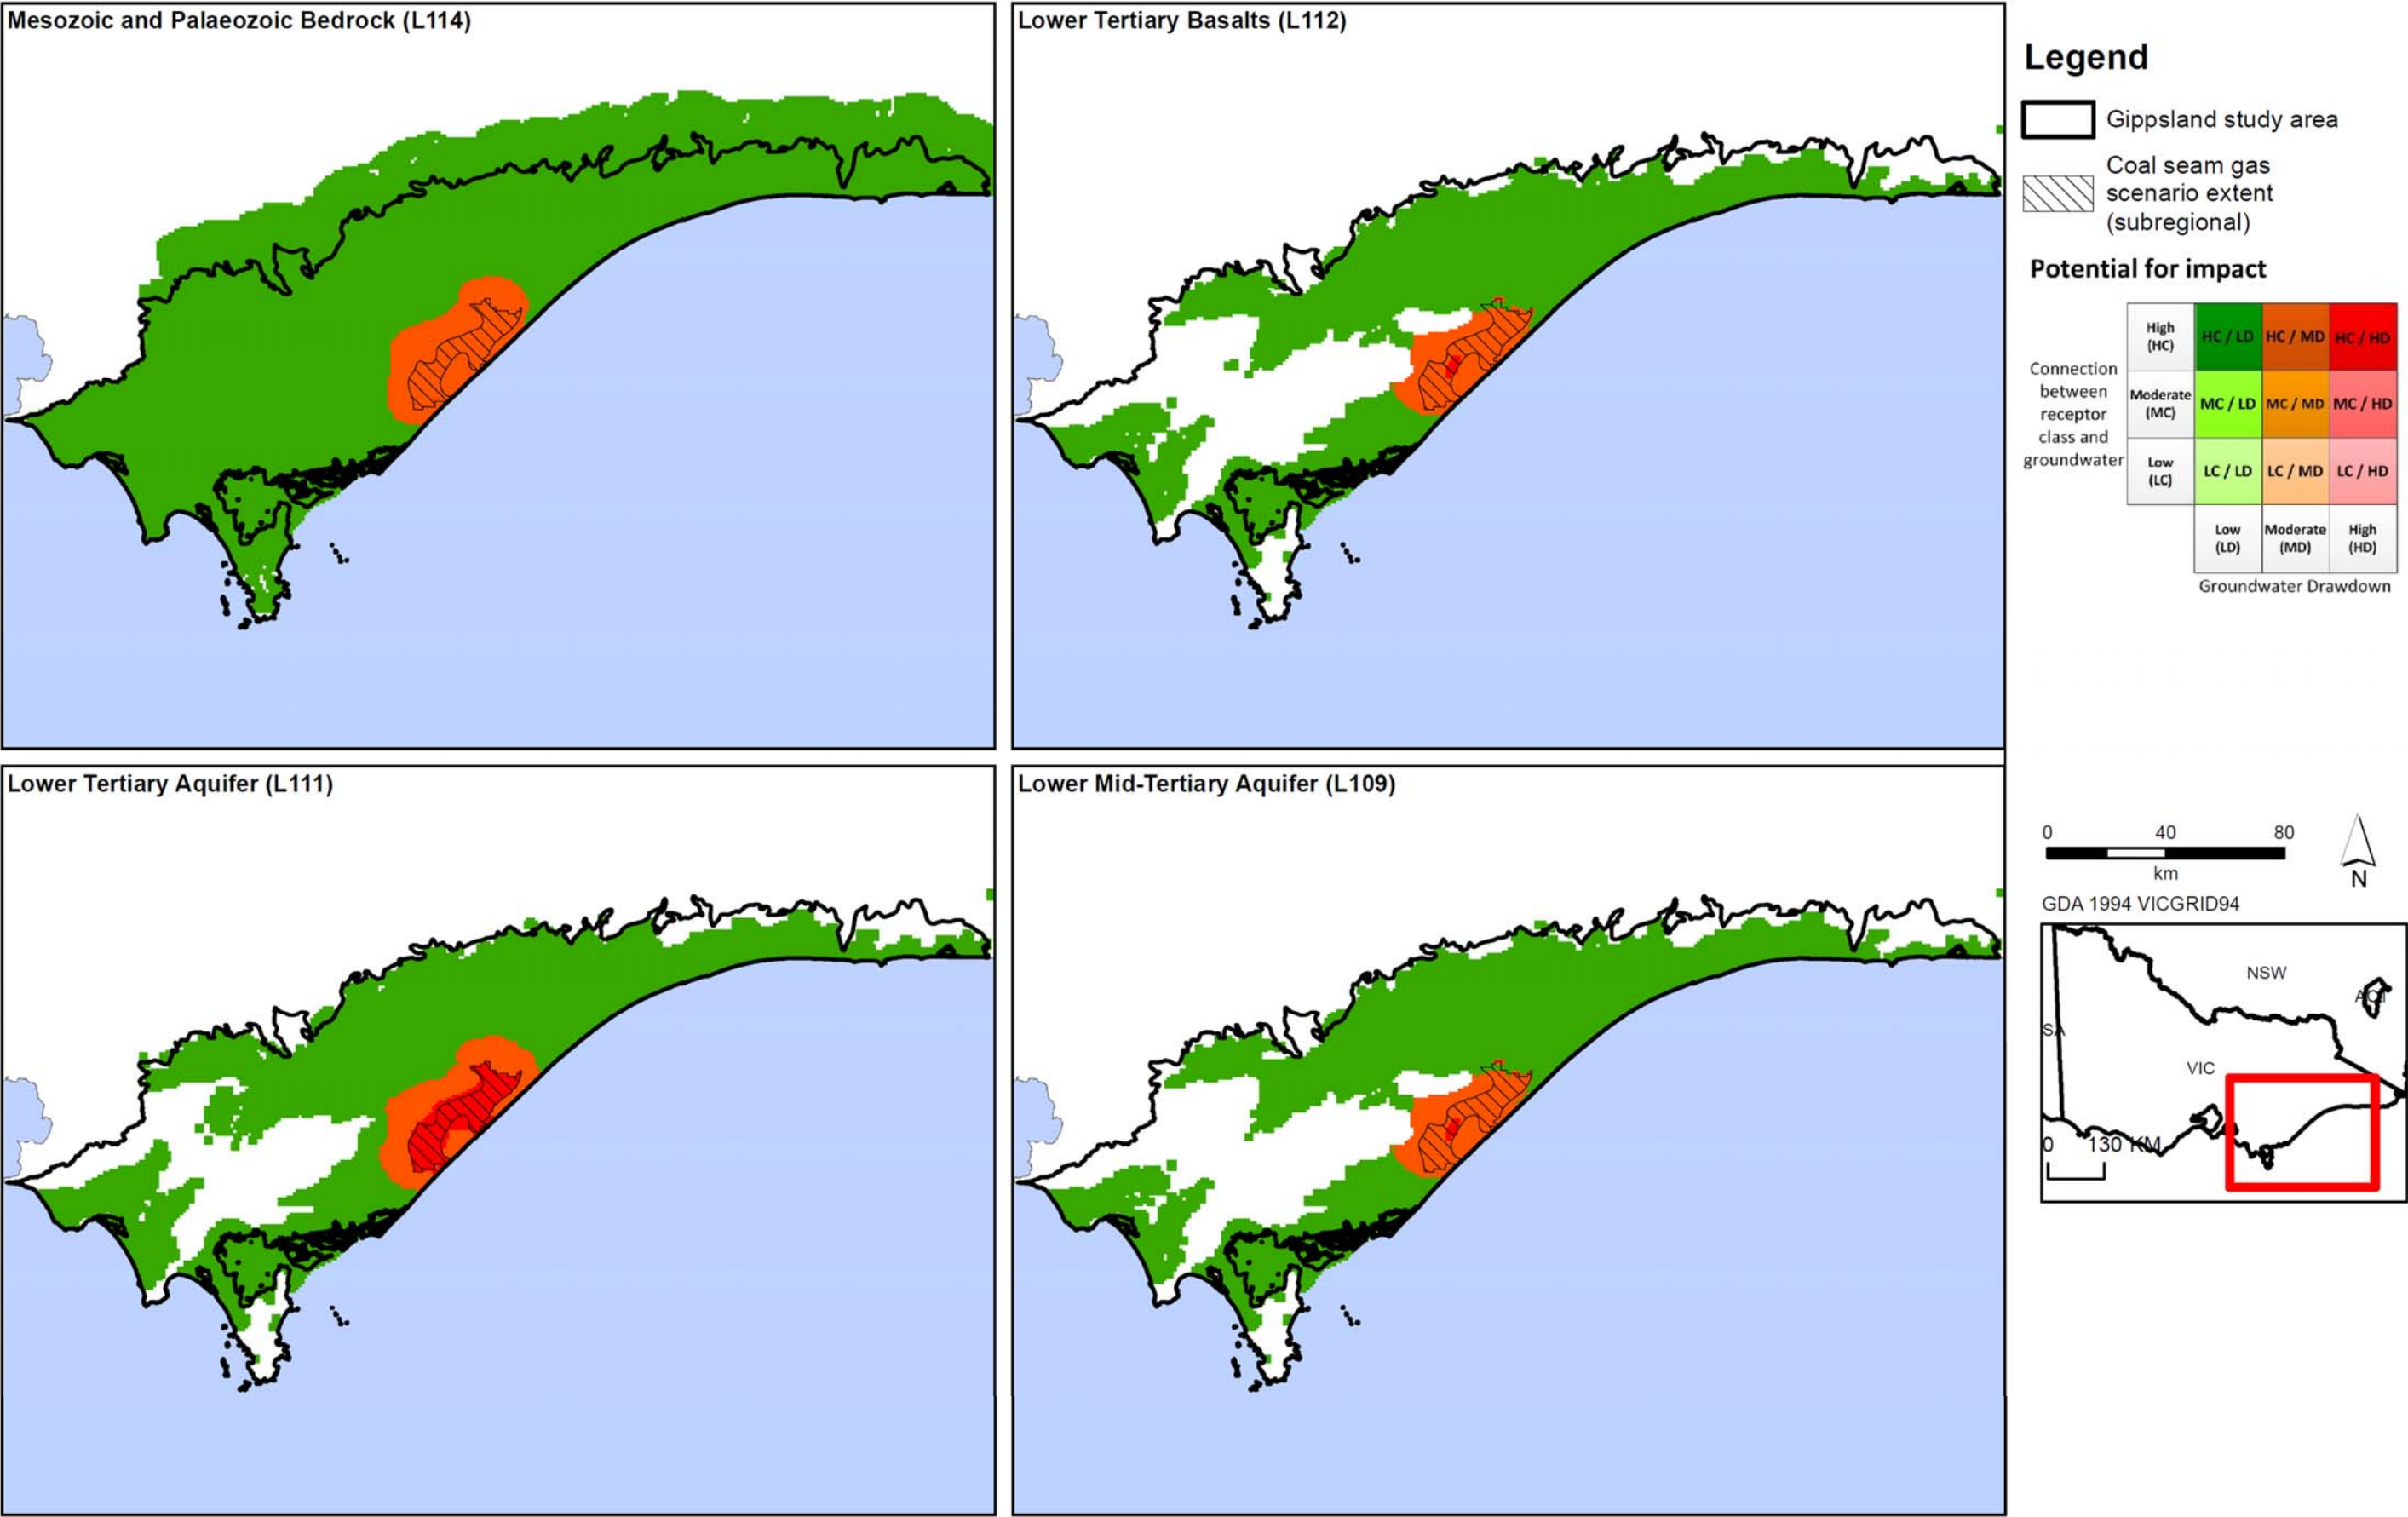 Mesozoic and Palaeozoic Bedrock (L114)
Lower Tertiary Basalts (L112)
Lower Tertiary Aquifer (L111)
Lower Mid-Tertiary Aquifer (L109)
Legend
Gippsland study area
Coal seam gas
scenario extent
(subregional)
Potential for impact
Connection
between
receptor
class and
groundwater
High
(HC)
HC / LD
HC / MD
HC / HD
Moderate
(MC)
MC / LD
MC / MD
MC / HD
Low
(LC)
LC / LD
LC / MD
LC / HD
Low
(LD)
Moderate
(MD)
High
(HD)
Groundwater Drawdown
0 40 80
km
N
GDA 1994 VICGRID94
NSW
ACT
SA
VIC
0 130 KM